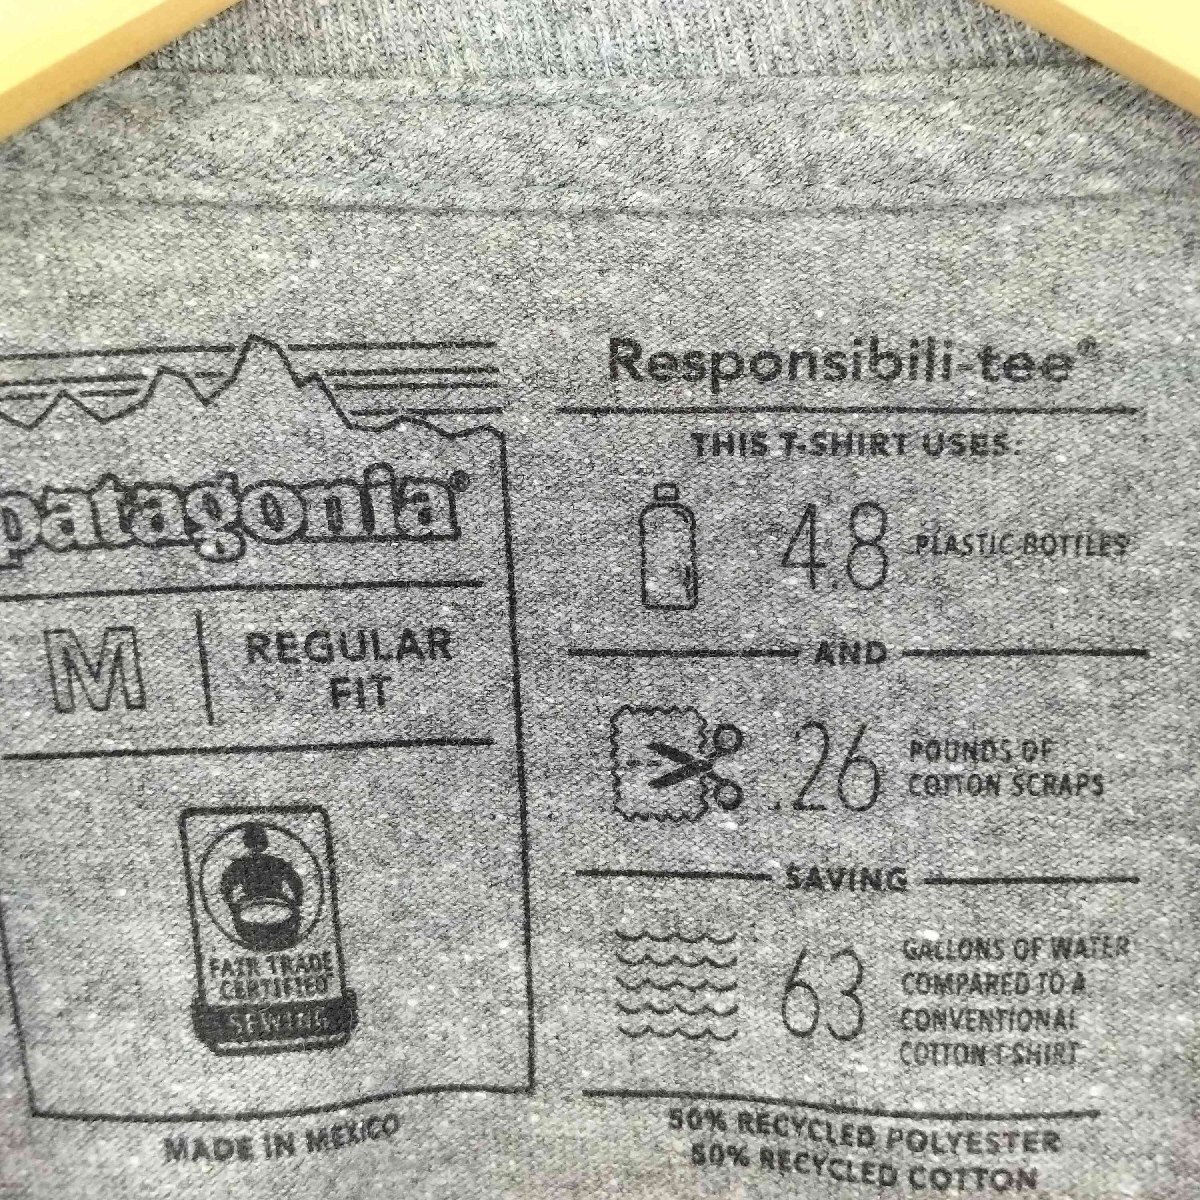 patagonia®
M
REGULAR
FIT
FAIR TRADE
CERTIFIED
SEWING
MADE IN MEXICO
Responsibili-tee®
THIS T-SHIRT USES:
4.8 PLASTIC BOTTLES
AND
.26 POUNDS OF
COTTON SCRAPS
SAVING
63 GALLONS OF WATER
COMPARED TO A
CONVENTIONAL
COTTON T-SHIRT
50% RECYCLED POLYESTER
50% RECYCLED COTTON